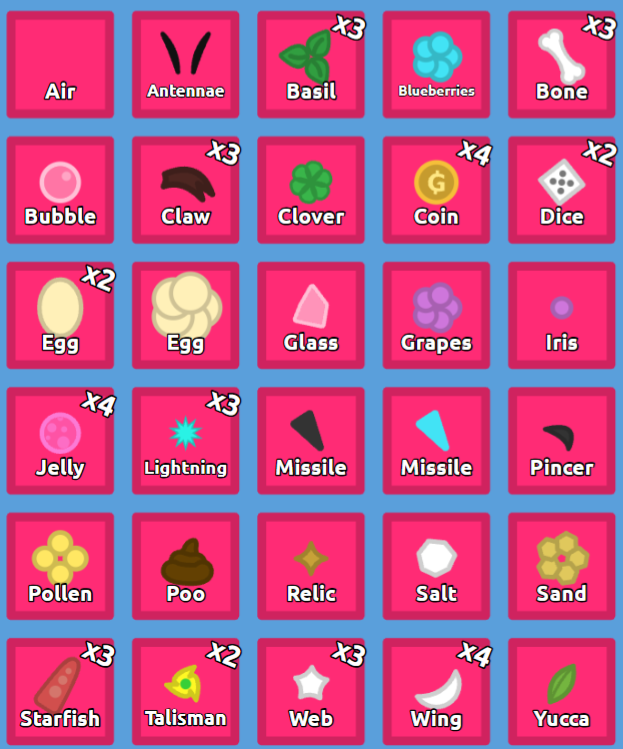 Air
Antennae
x3
Basil
Blueberries
x3
Bone
Bubble
x3
Claw
Clover
x4
G
Coin
x2
Dice
x2
Egg
Egg
Glass
Grapes
Iris
x4
Jelly
x3
Lightning
Missile
Missile
Pincer
Pollen
Poo
Relic
Salt
Sand
x3
Starfish
x2
Talisman
x3
Web
x4
Wing
Yucca